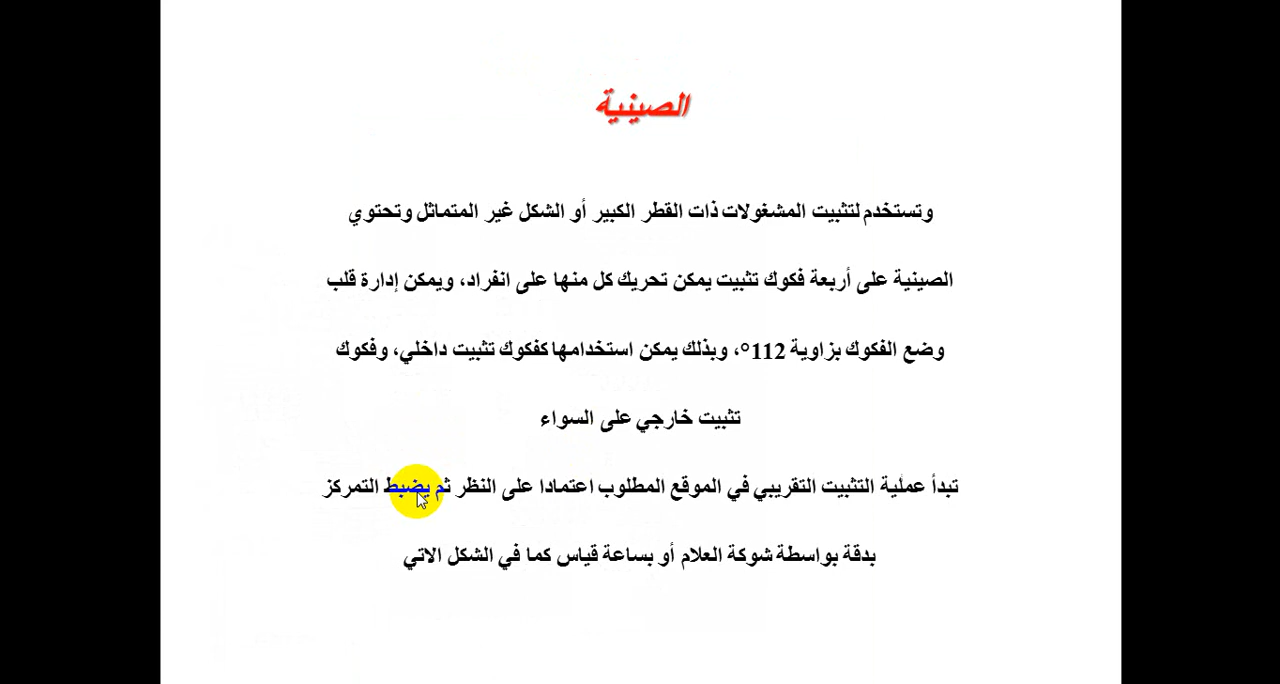 الصينية
وتستخدم لتثبيت المشغولات ذات القطر الكبير أو الشكل غير المتماثل وتحتوي
الصينية على أربعة فكوك تثبيت يمكن تحريك كل منها على انفراد، ويمكن إدارة قلب
وضع الفكوك بزاوية 112°، وبذلك يمكن استخدامها كفكوك تثبيت داخلي، وفكوك
تثبيت خارجي على السواء
تبدأ عملية التثبيت التقريبي في الموقع المطلوب اعتمادا على النظر ثم يضبط التمركز
بدقة بواسطة شوكة العلام أو بساعة قياس كما في الشكل الاتي